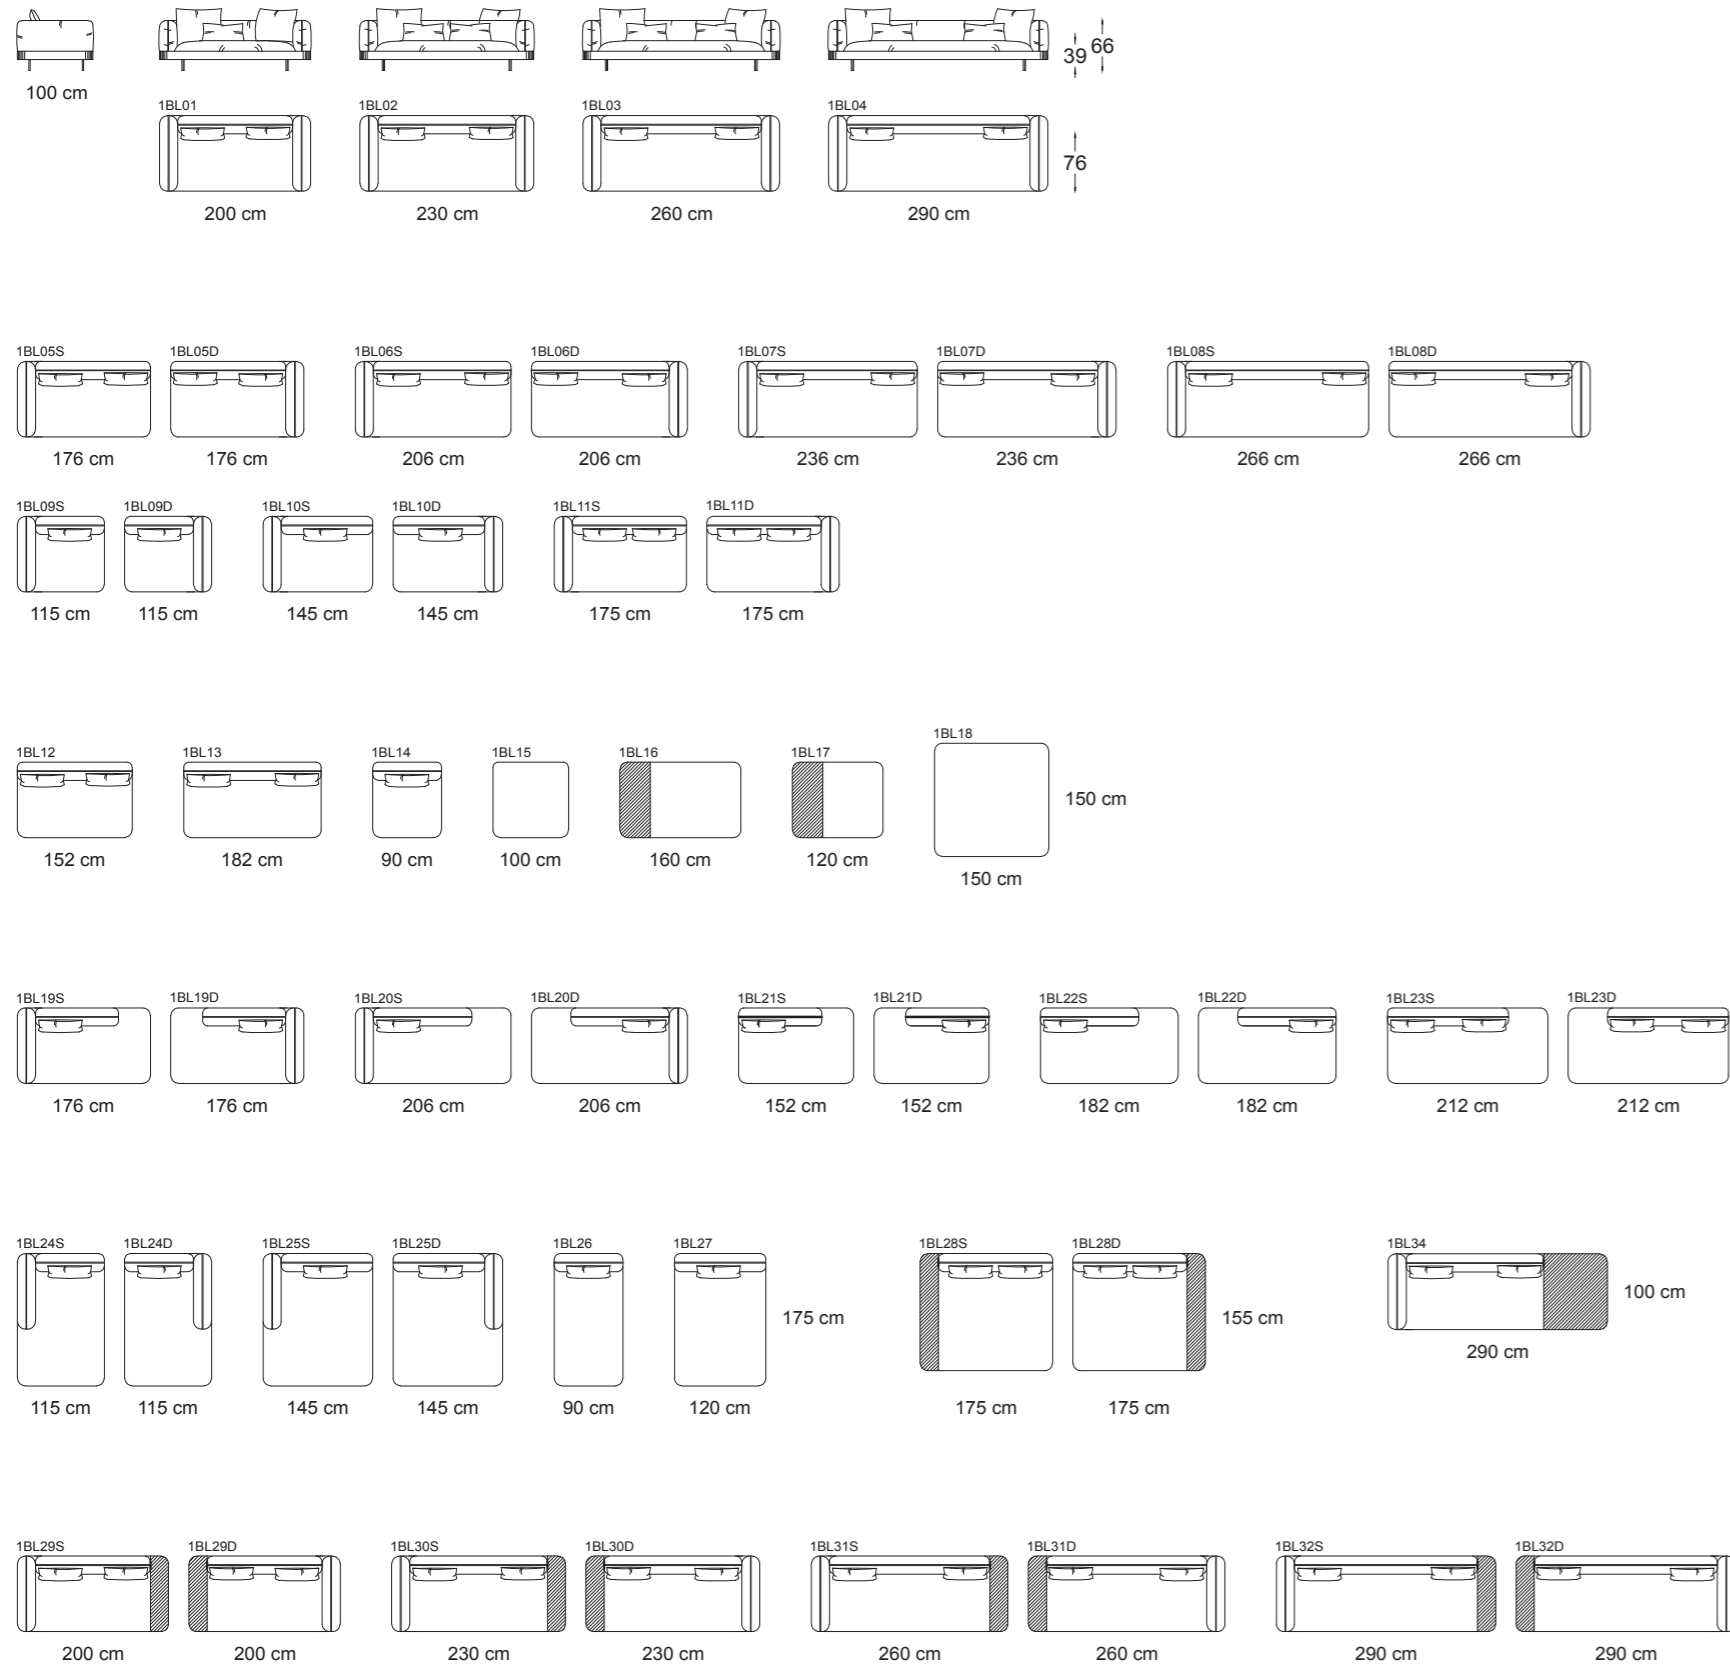 39 66
100 cm
1BL01 1BL02 1BL03 1BL04
76
200 cm 230 cm 260 cm 290 cm
1BL05S 1BL05D 1BL06S 1BL06D 1BL07S 1BL07D 1BL08S 1BL08D
176 cm 176 cm 206 cm 206 cm 236 cm 236 cm 266 cm 266 cm
1BL09S 1BL09D 1BL10S 1BL10D 1BL11S 1BL11D
115 cm 115 cm 145 cm 145 cm 175 cm 175 cm
1BL18
1BL12 1BL13 1BL14 1BL15 1BL16 1BL17
150 cm
152 cm 182 cm 90 cm 100 cm 160 cm 120 cm
150 cm
1BL19S 1BL19D 1BL20S 1BL20D 1BL21S 1BL21D 1BL22S 1BL22D 1BL23S 1BL23D
176 cm 176 cm 206 cm 206 cm 152 cm 152 cm 182 cm 182 cm 212 cm 212 cm
1BL24S 1BL24D 1BL25S 1BL25D 1BL26 1BL27 1BL28S 1BL28D 1BL34
100 cm
175 cm 155 cm
290 cm
115 cm 115 cm 145 cm 145 cm 90 cm 120 cm 175 cm 175 cm
1BL29S 1BL29D 1BL30S 1BL30D 1BL31S 1BL31D 1BL32S 1BL32D
200 cm 200 cm 230 cm 230 cm 260 cm 260 cm 290 cm 290 cm